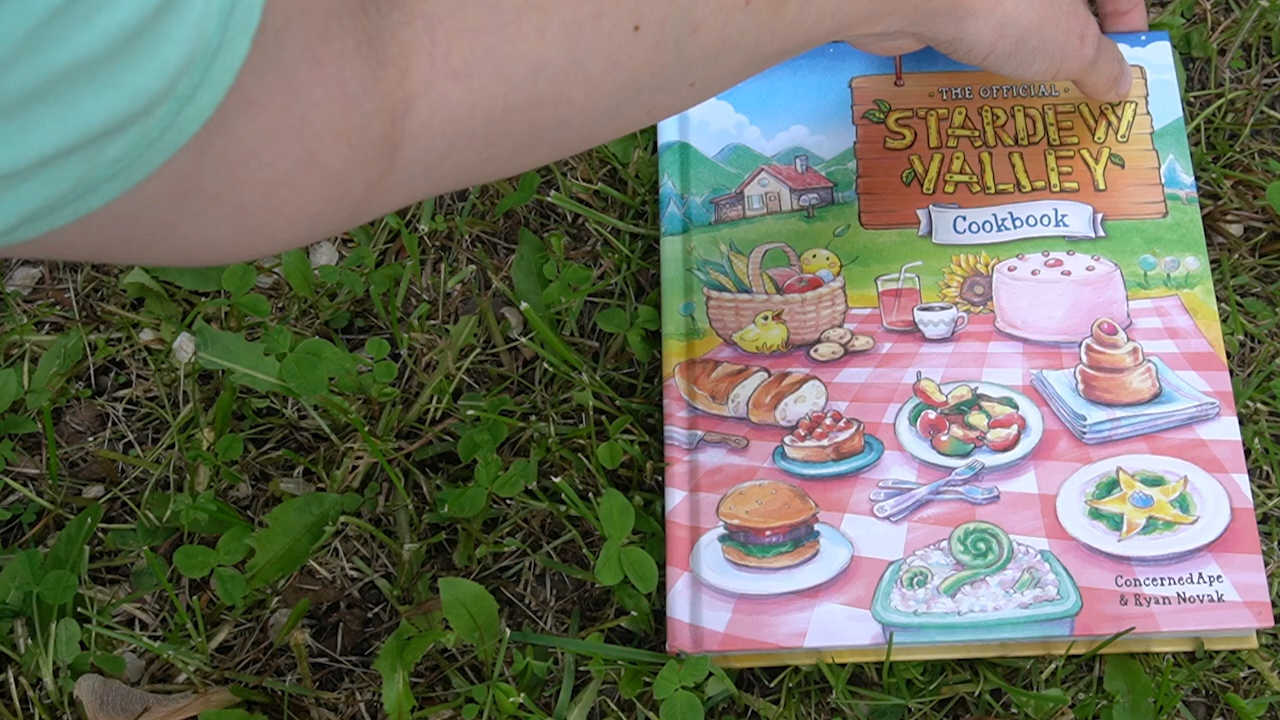 · THE OFFICIAL ·
STARDEW
VALLEY
Cookbook
ConcernedApe
& Ryan Novak